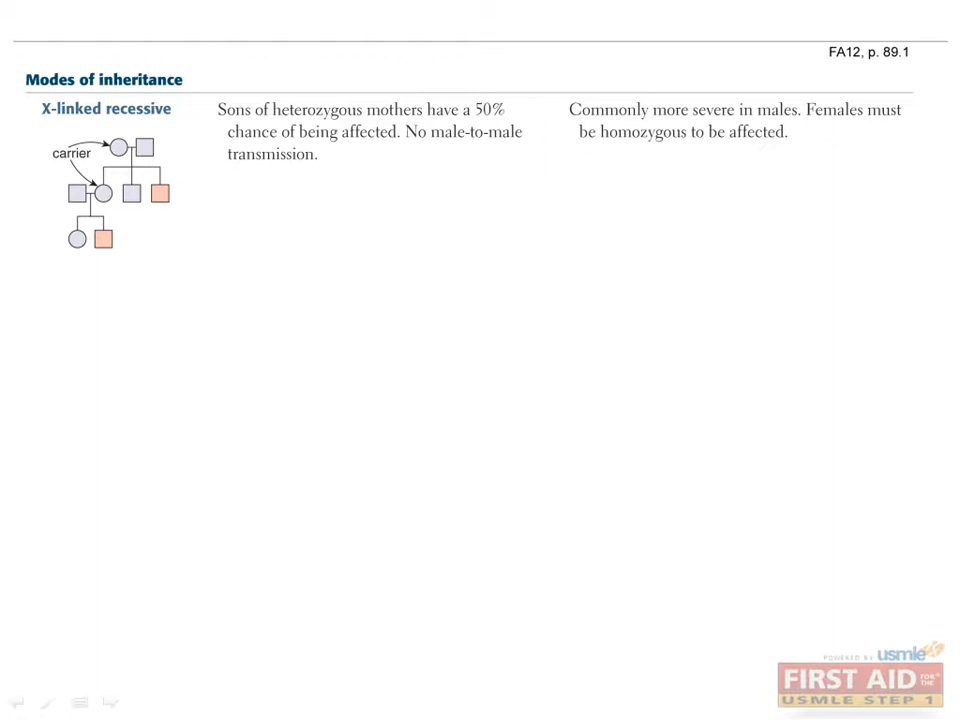 FA12, p. 89.1
Modes of inheritance
X-linked recessive
Sons of heterozygous mothers have a 50%
chance of being affected. No male-to-male
transmission.
Commonly more severe in males. Females must
be homozygous to be affected.
carrier
POWERED BY usmlerx
FIRST AID FOR THE
USMLE STEP 1